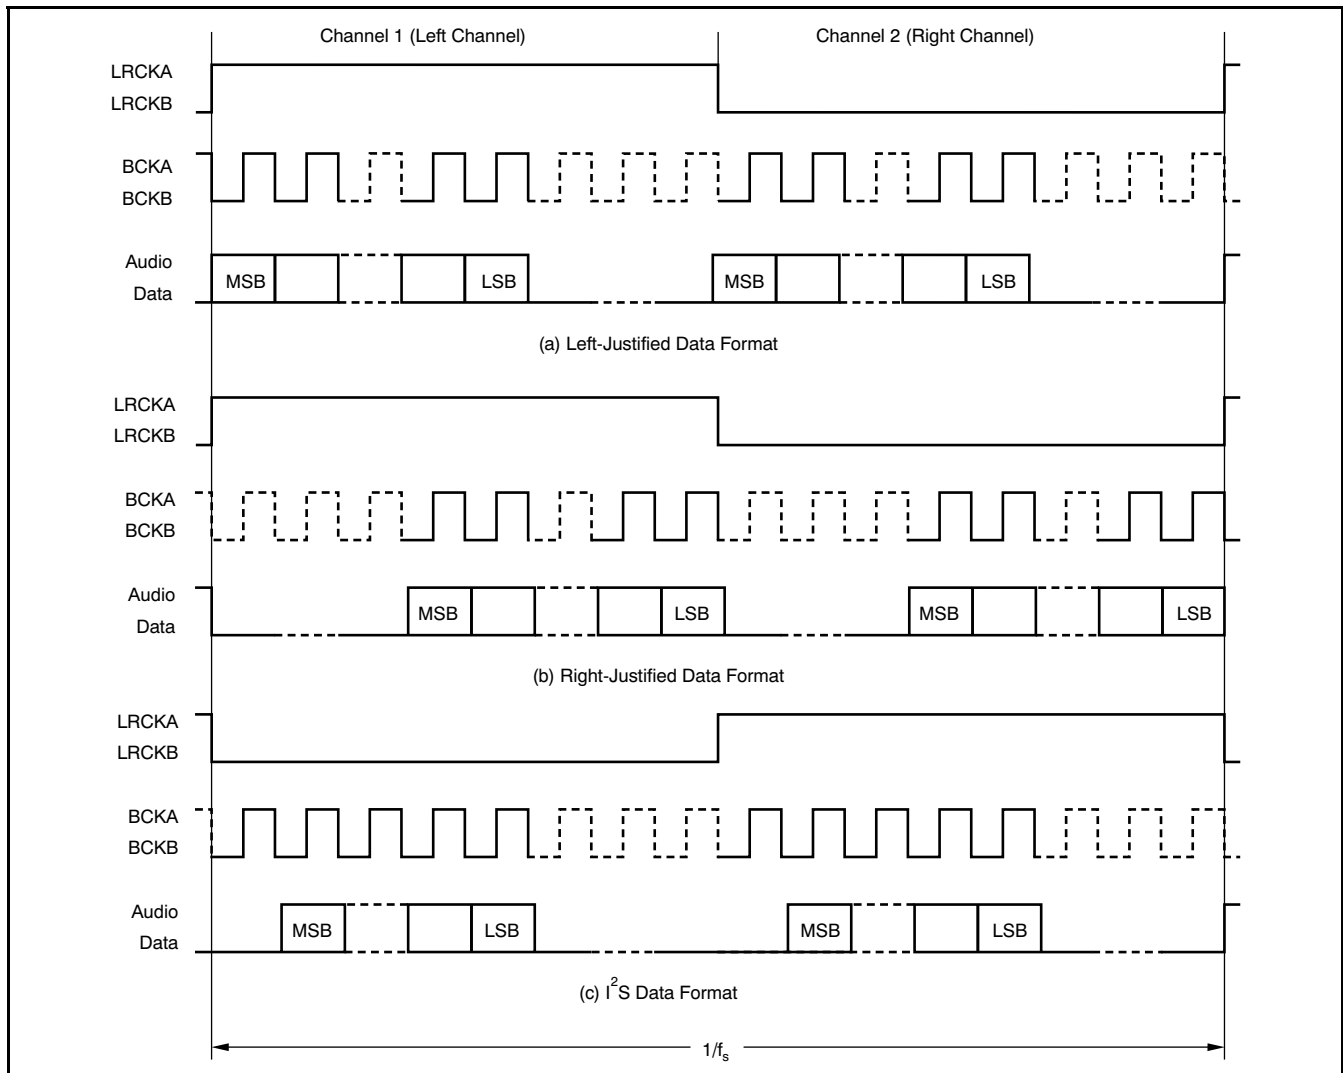 Channel 1 (Left Channel)
Channel 2 (Right Channel)
LRCKA
LRCKB
BCKA
BCKB
Audio
Data
MSB
LSB
MSB
LSB
(a) Left-Justified Data Format
LRCKA
LRCKB
BCKA
BCKB
Audio
Data
MSB
LSB
MSB
LSB
(b) Right-Justified Data Format
LRCKA
LRCKB
BCKA
BCKB
Audio
Data
MSB
LSB
MSB
LSB
(c) I²S Data Format
1/fₛ